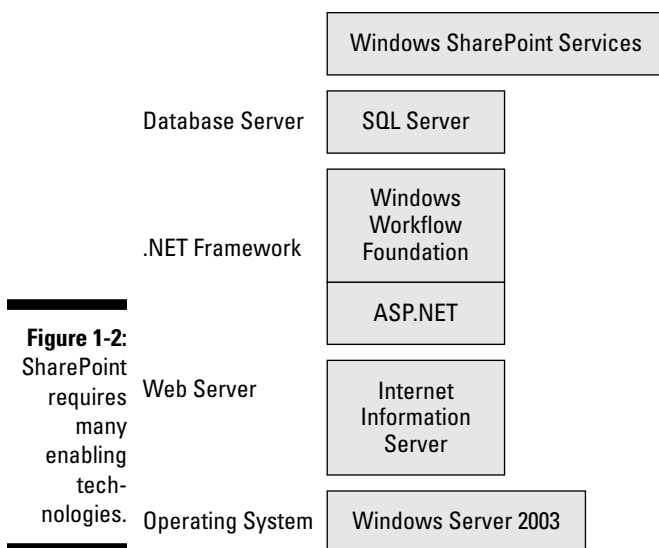 Windows SharePoint Services
Database Server
SQL Server
.NET Framework
Windows
Workflow
Foundation
ASP.NET
Web Server
Internet
Information
Server
Operating System
Windows Server 2003
Figure 1-2:
SharePoint
requires
many
enabling
tech-
nologies.